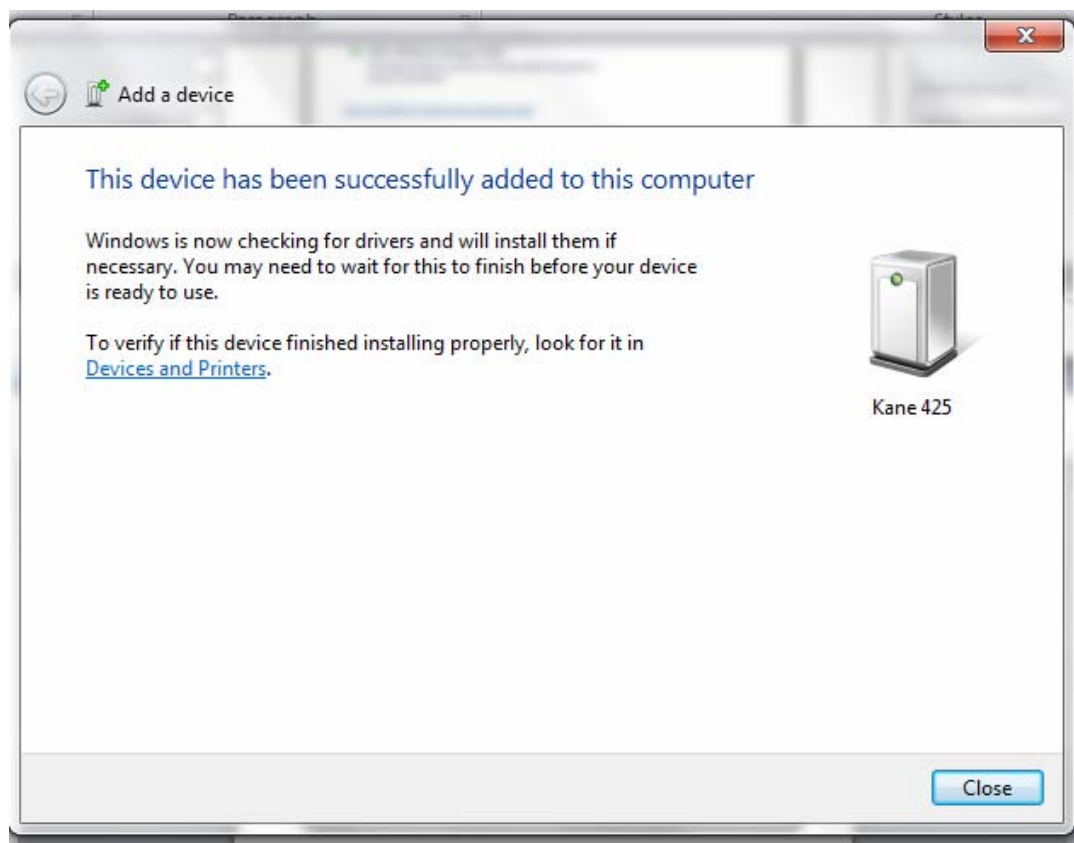 Paragraph
Styles
Add a device
This device has been successfully added to this computer
Windows is now checking for drivers and will install them if
necessary. You may need to wait for this to finish before your device
is ready to use.
To verify if this device finished installing properly, look for it in
Devices and Printers.
Kane 425
Close